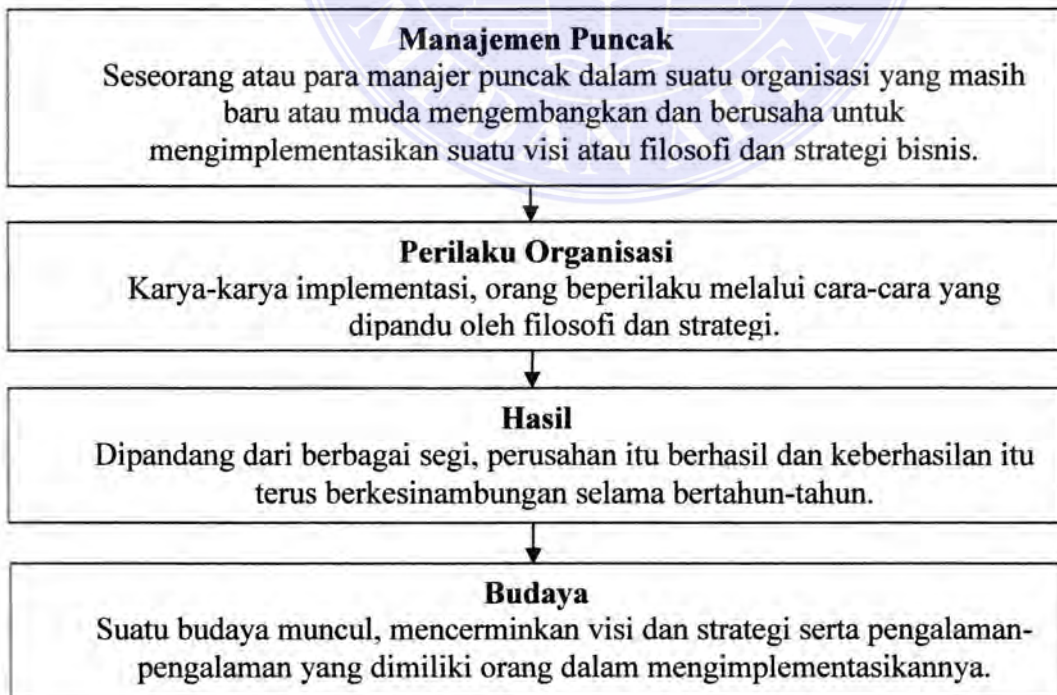 Manajemen Puncak
Seseorang atau para manajer puncak dalam suatu organisasi yang masih
baru atau muda mengembangkan dan berusaha untuk
mengimplementasikan suatu visi atau filosofi dan strategi bisnis.
Perilaku Organisasi
Karya-karya implementasi, orang beperilaku melalui cara-cara yang
dipandu oleh filosofi dan strategi.
Hasil
Dipandang dari berbagai segi, perusahan itu berhasil dan keberhasilan itu
terus berkesinambungan selama bertahun-tahun.
Budaya
Suatu budaya muncul, mencerminkan visi dan strategi serta pengalaman-
pengalaman yang dimiliki orang dalam mengimplementasikannya.
MEDAN AREA